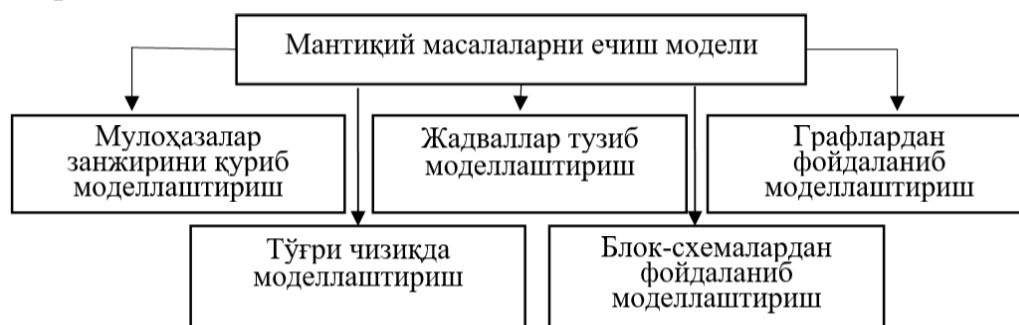 Мантиқий масалаларни ечиш модели
Мулоҳазалар
занжирини қуриб
моделлаштириш
Жадваллар тузиб
моделлаштириш
Графлардан
фойдаланиб
моделлаштириш
Тўғри чизиқда
моделлаштириш
Блок-схемалардан
фойдаланиб
моделлаштириш